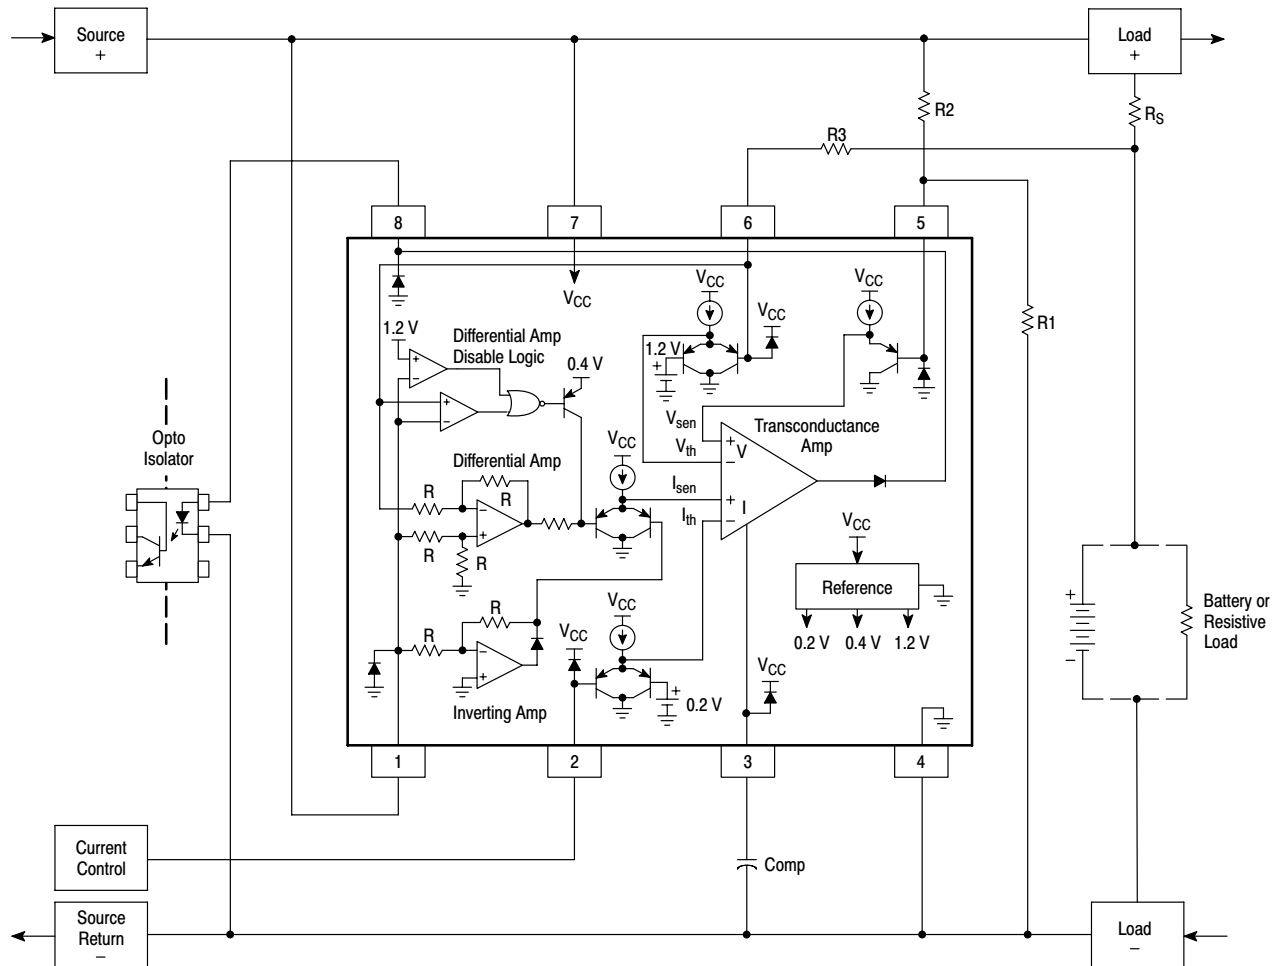 Source
+
Load
+
R2
RS
R3
8
7
6
5
VCC
VCC
VCC
VCC
R1
1.2 V
Differential Amp
Disable Logic
1.2 V
+
0.4 V
+
−
+
−
Vsen
Vth
Transconductance
Amp
+
V
−
Opto
Isolator
VCC
Differential Amp
Isen
Ith
+
I
−
R
R
−
+
R
R
VCC
Reference
0.2 V
0.4 V
1.2 V
+
−
Battery or
Resistive
Load
R
R
−
+
VCC
VCC
+
0.2 V
VCC
Inverting Amp
1
2
3
4
Current
Control
Comp
Source
Return
−
Load
−